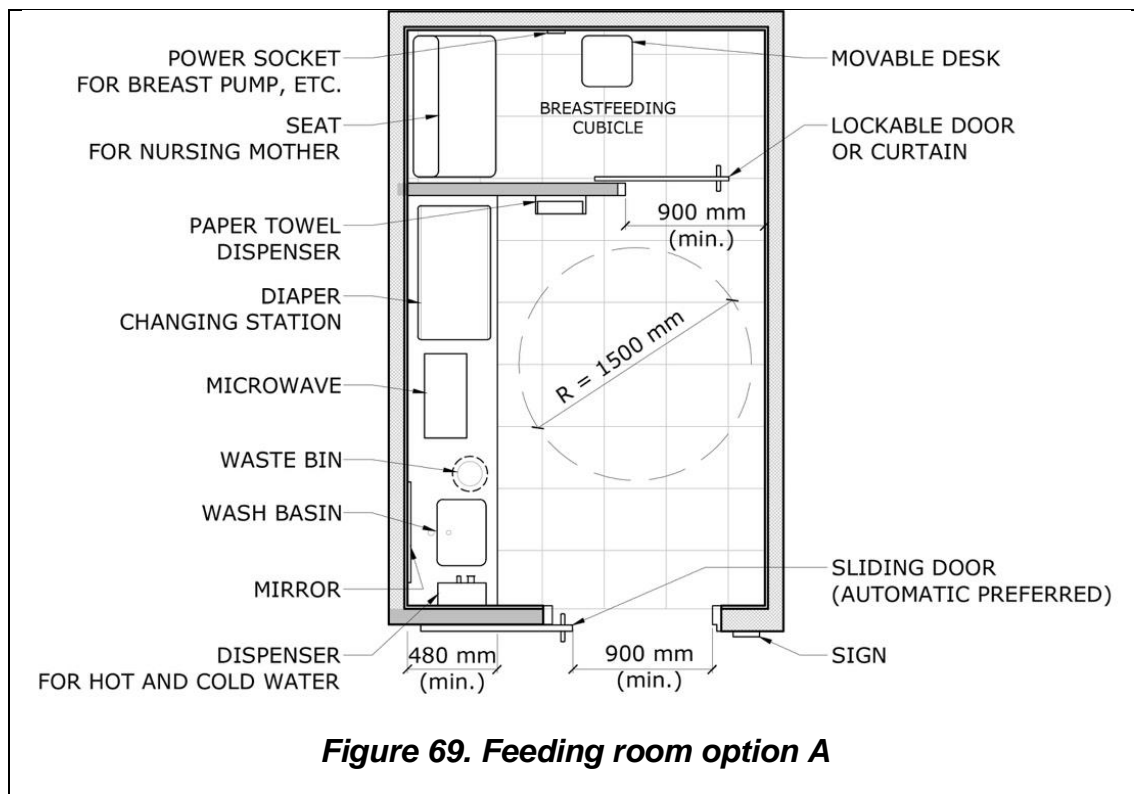 POWER SOCKET
FOR BREAST PUMP, ETC.
SEAT
FOR NURSING MOTHER
PAPER TOWEL
DISPENSER
DIAPER
CHANGING STATION
MICROWAVE
WASTE BIN
WASH BASIN
MIRROR
DISPENSER
FOR HOT AND COLD WATER
BREASTFEEDING
CUBICLE
900 mm
(min.)
R = 1500 mm
480 mm
(min.)
900 mm
(min.)
MOVABLE DESK
LOCKABLE DOOR
OR CURTAIN
SLIDING DOOR
(AUTOMATIC PREFERRED)
SIGN
Figure 69. Feeding room option A